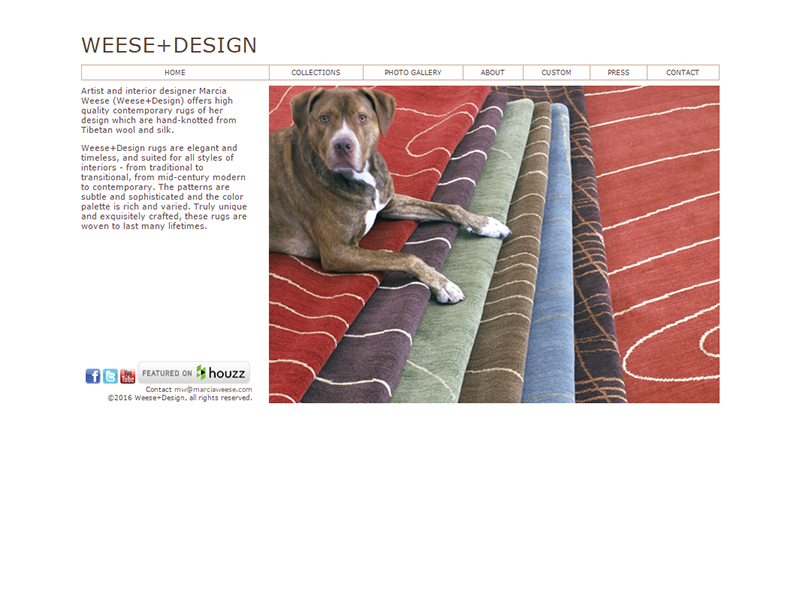 WEESE+DESIGN
HOME COLLECTIONS PHOTO GALLERY ABOUT CUSTOM PRESS CONTACT
Artist and interior designer Marcia
Weese (Weese+Design) offers high
quality contemporary rugs of her
design which are hand-knotted from
Tibetan wool and silk.
Weese+Design rugs are elegant and
timeless, and suited for all styles of
interiors - from traditional to
transitional, from mid-century modern
to contemporary. The patterns are
subtle and sophisticated and the color
palette is rich and varied. Truly unique
and exquisitely crafted, these rugs are
woven to last many lifetimes.
f t You Tube FEATURED ON houzz
Contact mw@marciaweese.com
©2016 Weese+Design, all rights reserved.